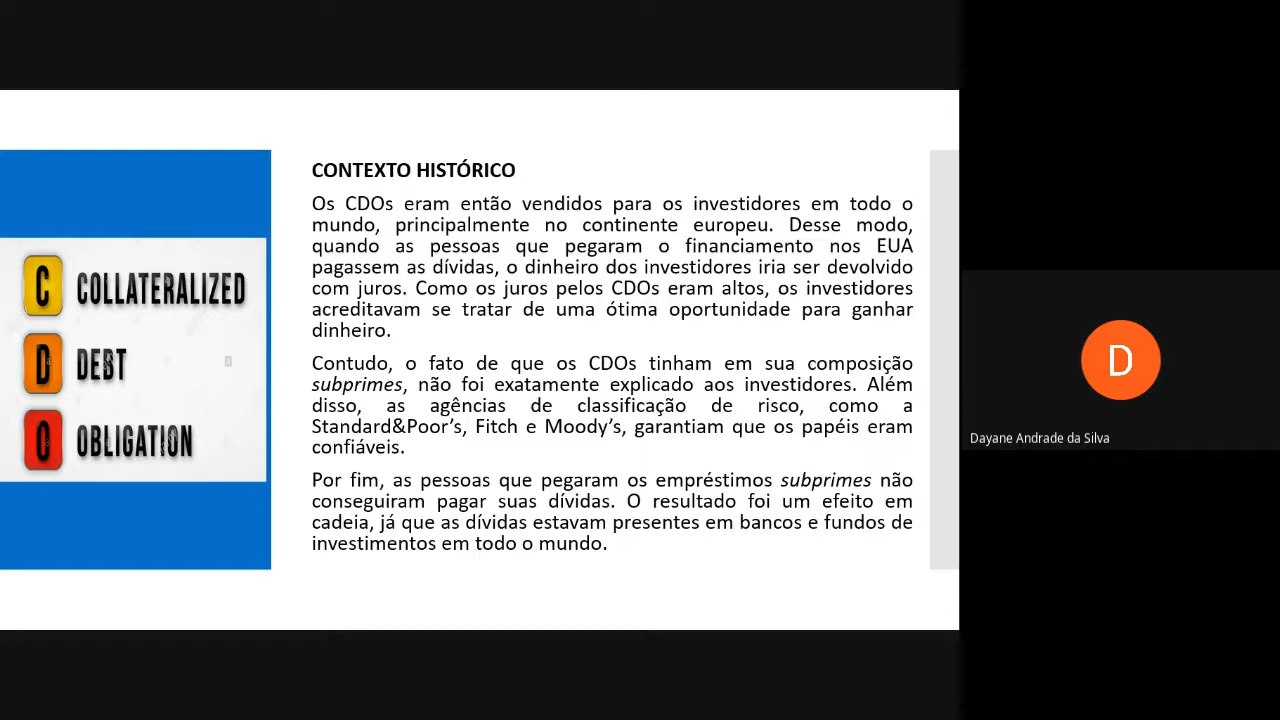 C COLLATERALIZED
D DEBT
O OBLIGATION
CONTEXTO HISTÓRICO
Os CDOs eram então vendidos para os investidores em todo o
mundo, principalmente no continente europeu. Desse modo,
quando as pessoas que pegaram o financiamento nos EUA
pagassem as dívidas, o dinheiro dos investidores iria ser devolvido
com juros. Como os juros pelos CDOs eram altos, os investidores
acreditavam se tratar de uma ótima oportunidade para ganhar
dinheiro.
Contudo, o fato de que os CDOs tinham em sua composição
subprimes, não foi exatamente explicado aos investidores. Além
disso, as agências de classificação de risco, como a
Standard&Poor’s, Fitch e Moody’s, garantiam que os papéis eram
confiáveis.
Por fim, as pessoas que pegaram os empréstimos subprimes não
conseguiram pagar suas dívidas. O resultado foi um efeito em
cadeia, já que as dívidas estavam presentes em bancos e fundos de
investimentos em todo o mundo.
D
Dayane Andrade da Silva